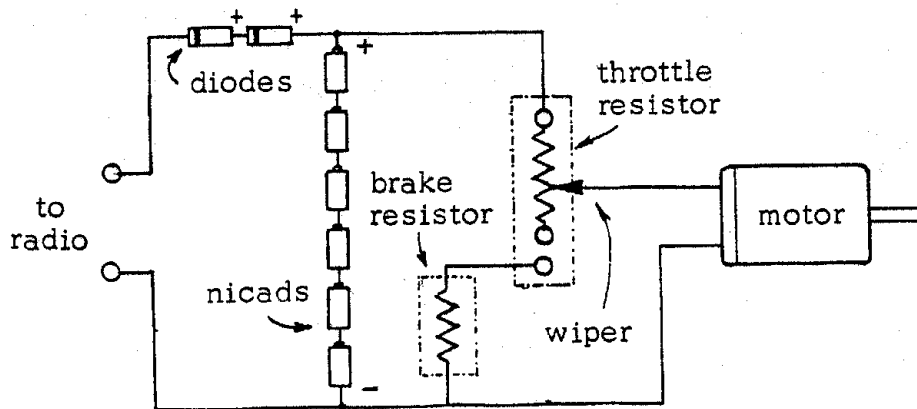 + +
diodes
+
throttle
resistor
brake
resistor
motor
to
radio
nicads
wiper
-